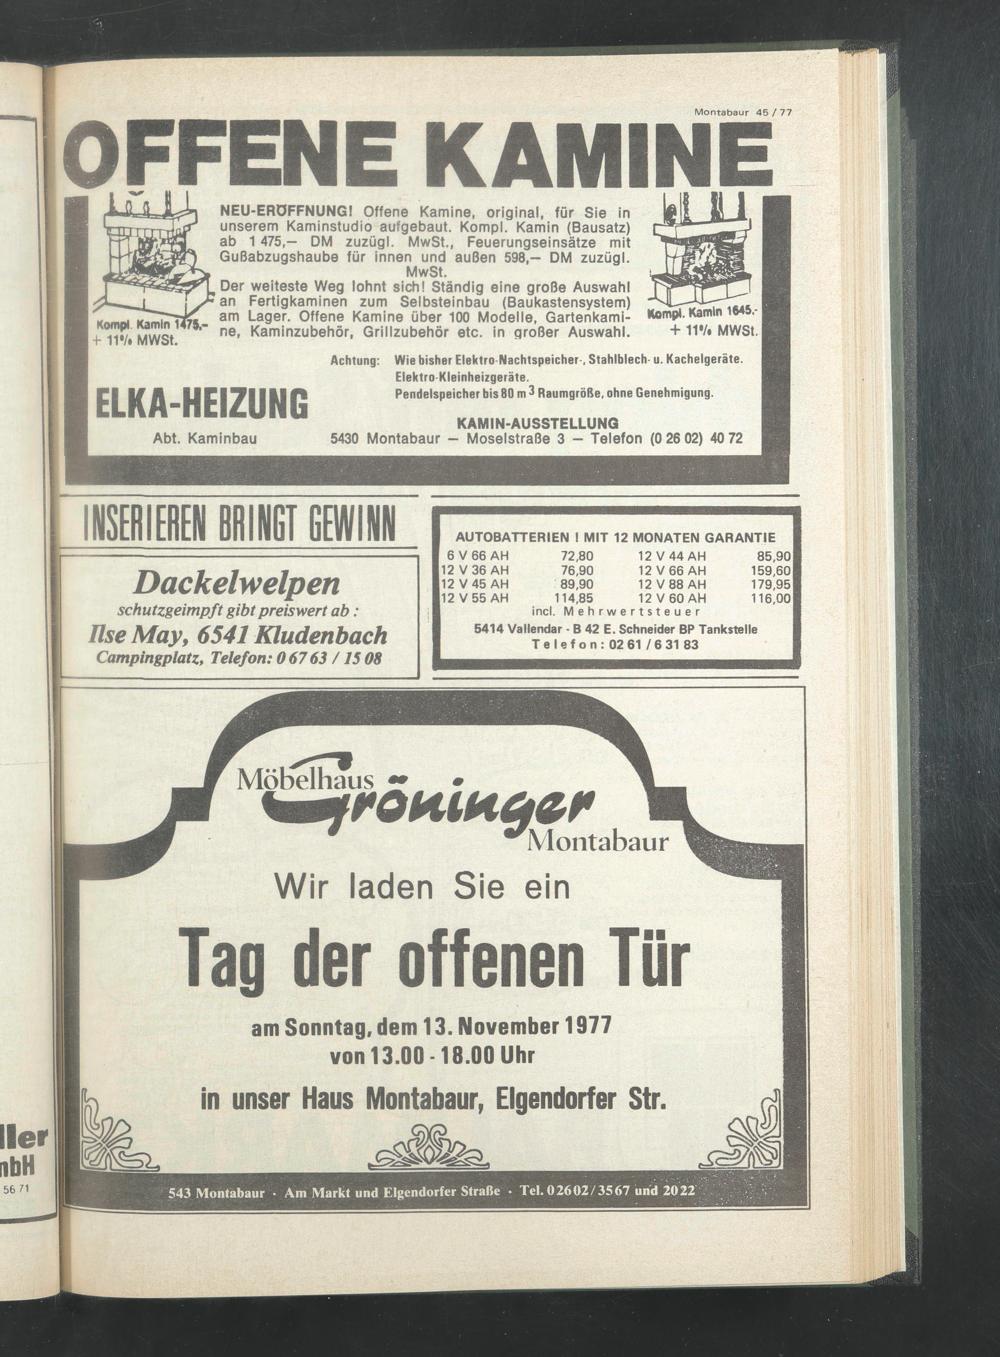 Montabaur 45 / 77
OFFENE KAMINE
NEU-ERÖFFNUNG! Offene Kamine, original, für Sie in
unserem Kaminstudio aufgebaut. Kompl. Kamin (Bausatz)
ab 1 475,— DM zuzügl. MwSt., Feuerungseinsätze mit
Gußabzugshaube für innen und außen 598,— DM zuzügl.
MwSt.
Der weiteste Weg lohnt sich! Ständig eine große Auswahl
an Fertigkaminen zum Selbsteinbau (Baukastensystem)
am Lager. Offene Kamine über 100 Modelle, Gartenkami-
ne, Kaminzubehör, Grillzubehör etc. in großer Auswahl.
Kompl. Kamin 1475,-
+ 11% MWSt.
Kompl. Kamin 1645.-
+ 11% MWSt.
Achtung: Wie bisher Elektro-Nachtspeicher-, Stahlblech- u. Kachelgeräte.
Elektro-Kleinheizgeräte.
Pendelspeicher bis 80 m3 Raumgröße, ohne Genehmigung.
ELKA-HEIZUNG
Abt. Kaminbau
KAMIN-AUSSTELLUNG
5430 Montabaur — Moselstraße 3 — Telefon (0 26 02) 40 72
INSERIEREN BRINGT GEWINN
Dackelwelpen
schutzgeimpft gibt preiswert ab :
Ilse May, 6541 Kludenbach
Campingplatz, Telefon: 0 67 63 / 15 08
AUTOBATTERIEN ! MIT 12 MONATEN GARANTIE
6 V 66 AH 72,80 12 V 44 AH 85,90
12 V 36 AH 76,90 12 V 66 AH 159,60
12 V 45 AH 89,90 12 V 88 AH 179,95
12 V 55 AH 114,85 12 V 60 AH 116,00
incl. Mehrwertsteuer
5414 Vallendar - B 42 E. Schneider BP Tankstelle
Telefon: 02 61 / 6 31 83
Möbelhaus
Gröninger
Montabaur
Wir laden Sie ein
Tag der offenen Tür
am Sonntag, dem 13. November 1977
von 13.00 - 18.00 Uhr
in unser Haus Montabaur, Elgendorfer Str.
543 Montabaur · Am Markt und Elgendorfer Straße · Tel. 0 26 02 / 35 67 und 20 22
ller
mbH
56 71